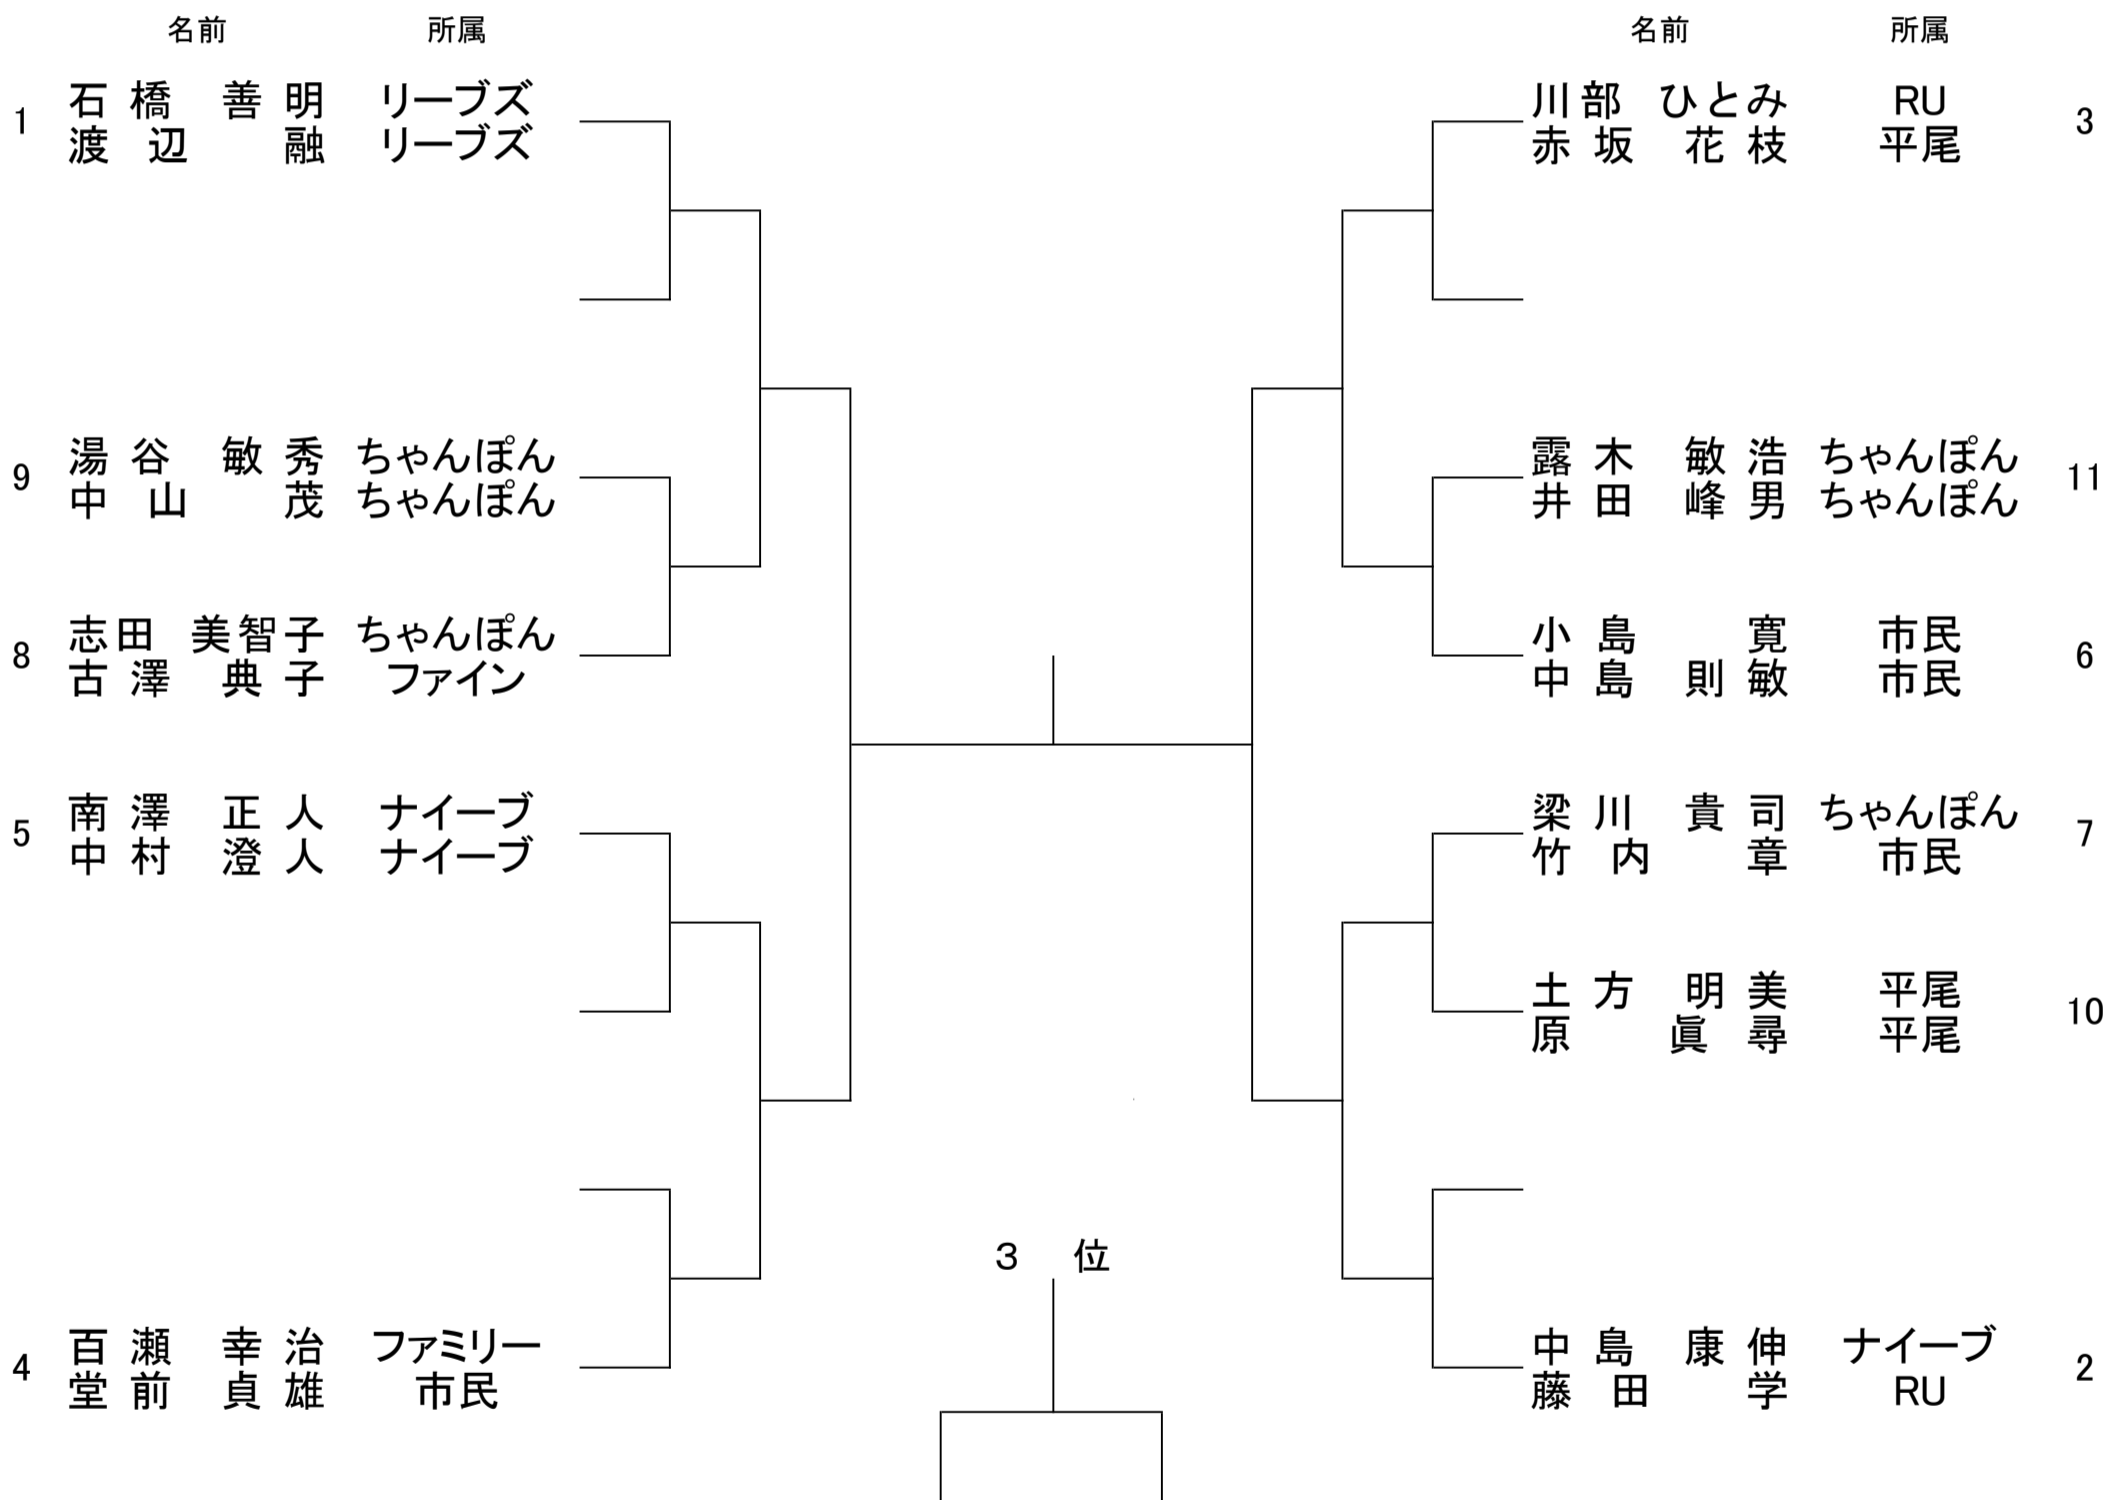 名前 所属
1 石橋 善明 リーブズ
渡辺 融 リーブズ
9 湯谷 敏秀 ちゃんぽん
中山 茂 ちゃんぽん
8 志田 美智子 ちゃんぽん
古澤 典子 ファイン
5 南澤 正人 ナイーブ
中村 澄人 ナイーブ
4 百瀬 幸治 ファミリー
堂前 貞雄 市民
3 位
名前 所属
川部 ひとみ RU 3
赤坂 花枝 平尾
露木 敏浩 ちゃんぽん 11
井田 峰男 ちゃんぽん
小島 寛 市民 6
中島 則敏 市民
梁川 貴司 ちゃんぽん 7
竹内 章 市民
土方 明美 平尾 10
原 眞尋 平尾
中島 康伸 ナイーブ 2
藤田 学 RU